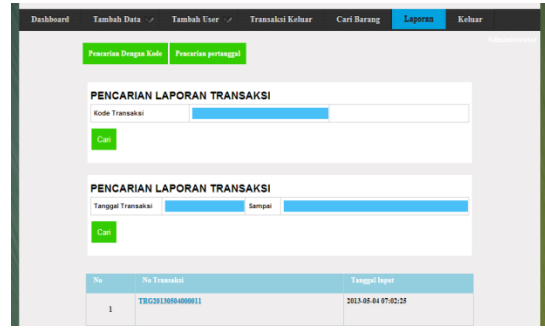 Dashboard Tambah Data Tambah User Transaksi Keluar Cari Barang Laporan Keluar
Administrator
Pencarian Dengan Kode Pencarian pertanggal
PENCARIAN LAPORAN TRANSAKSI
Kode Transaksi
Cari
PENCARIAN LAPORAN TRANSAKSI
Tanggal Transaksi Sampai
Cari
No No Transaksi Tanggal Input
1 TRG20130504000011 2013-05-04 07:02:25